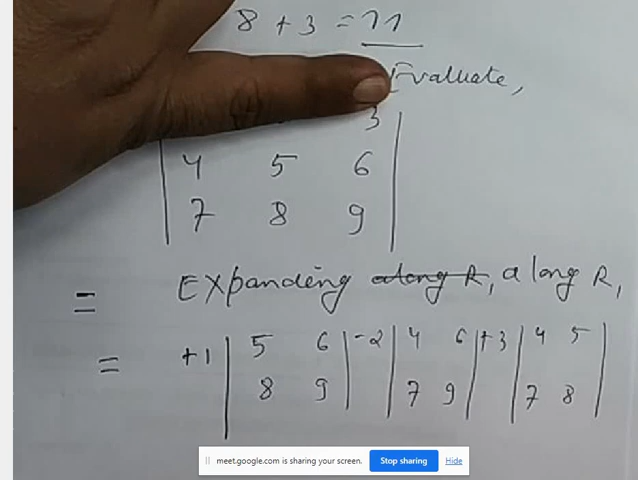 8 + 3 = 11
Evaluate,
3
4 5 6
7 8 9
= Expanding along R, along R,
= +1 | 5 6 | -2 | 4 6 | +3 | 4 5 |
| 8 9 | | 7 9 | | 7 8 |
meet.google.com is sharing your screen. Stop sharing Hide